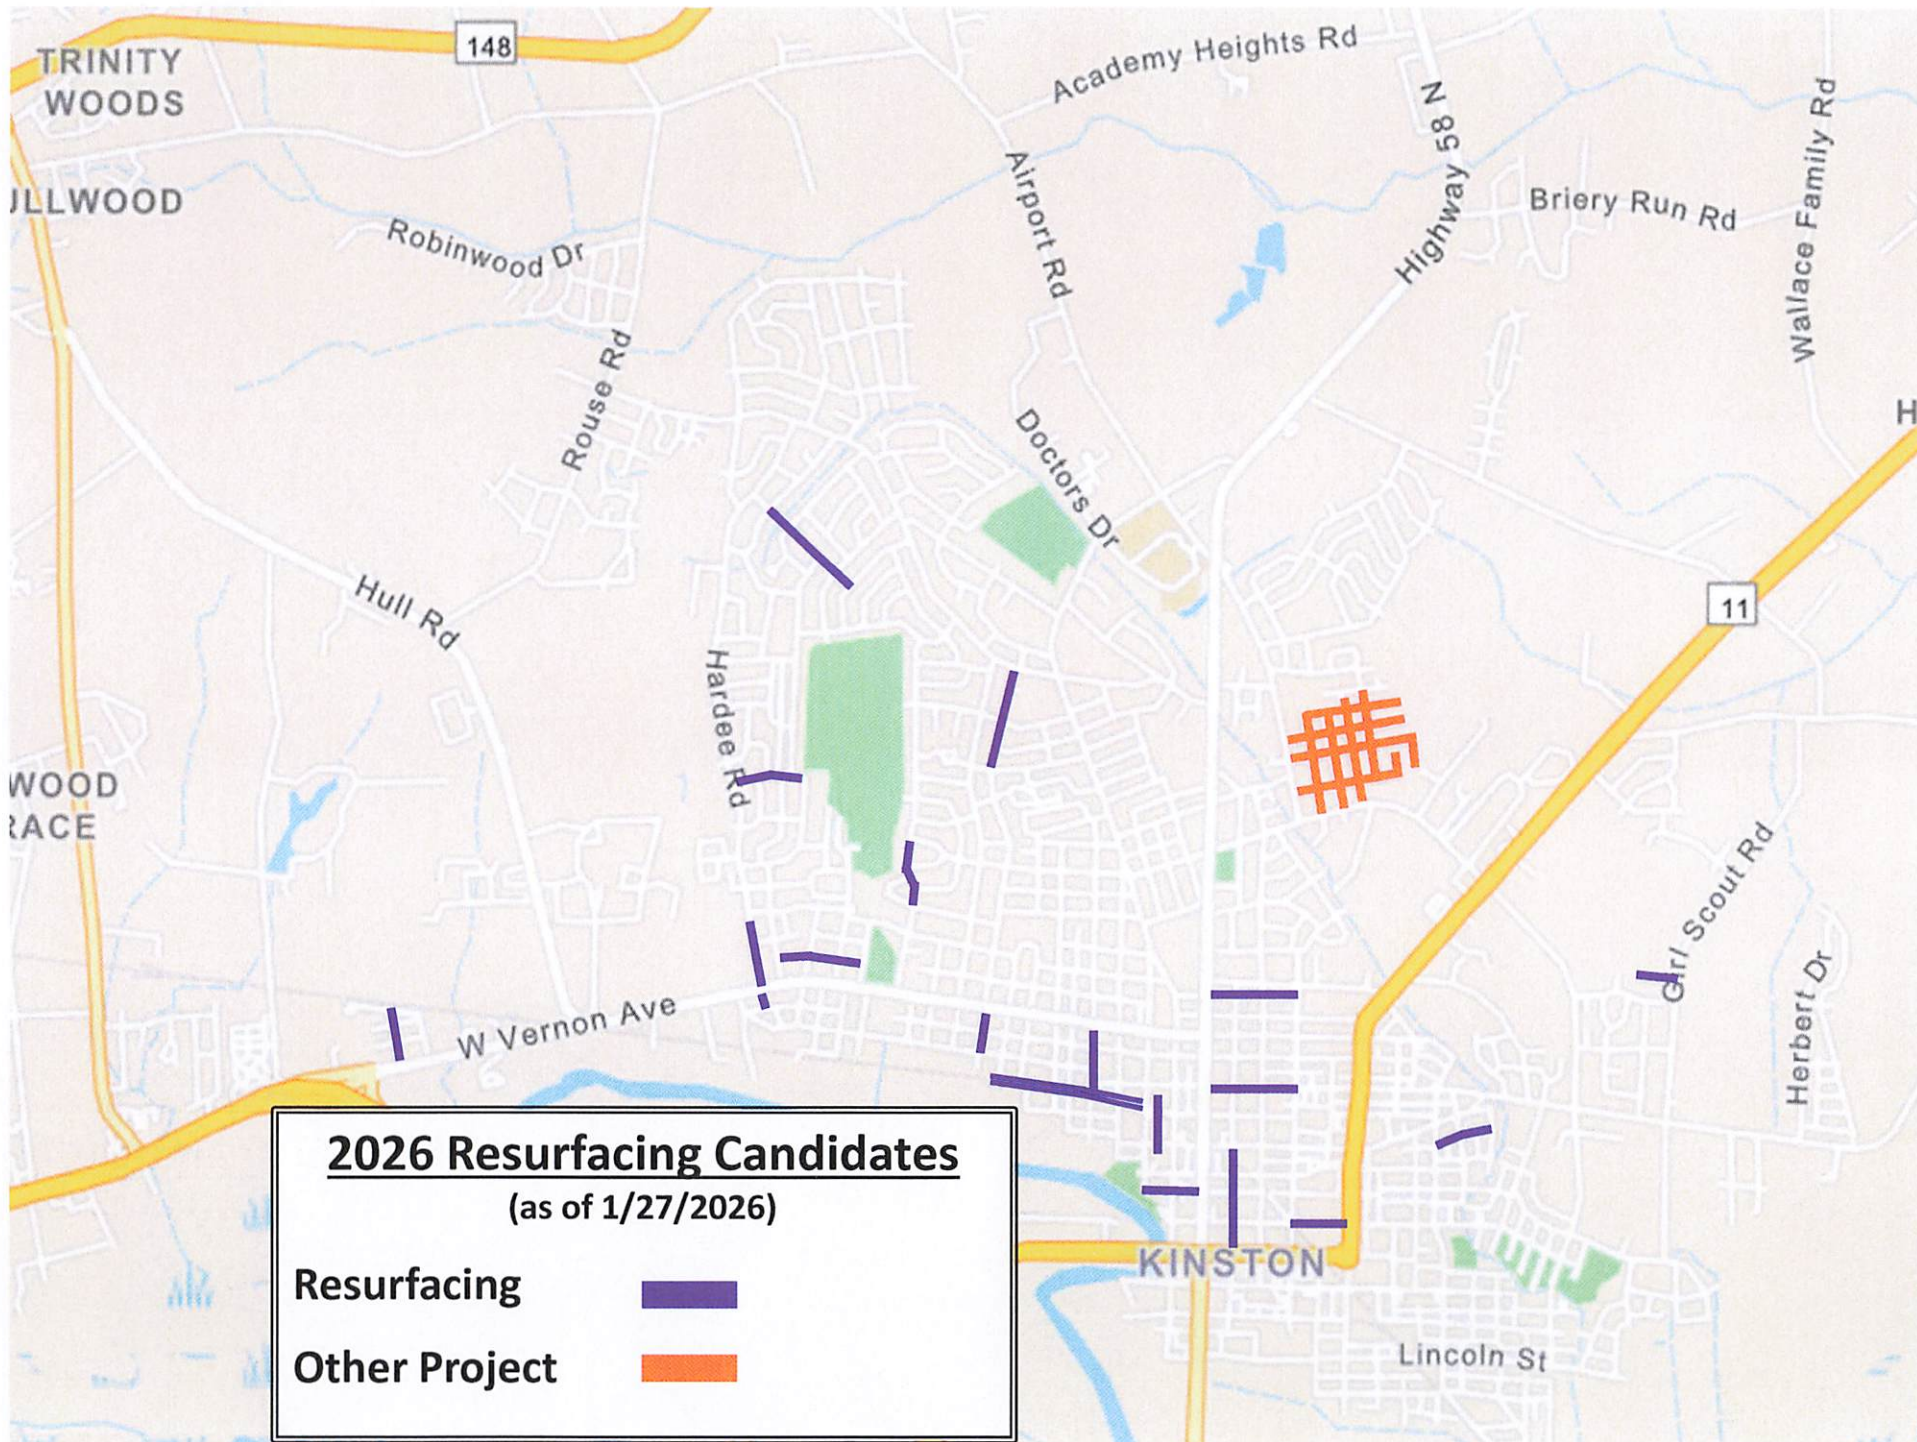 148
TRINITY
WOODS
Academy Heights Rd
Highway 58 N
Wallace Family Rd
ULLWOOD
Robinwood Dr
Airport Rd
Briery Run Rd
Rouse Rd
H
Doctors Dr
Hull Rd
11
Hardee Rd
WOOD
RACE
Girl Scout Rd
Herbert Dr
W Vernon Ave
2026 Resurfacing Candidates
(as of 1/27/2026)
Resurfacing
Other Project
KINSTON
Lincoln St